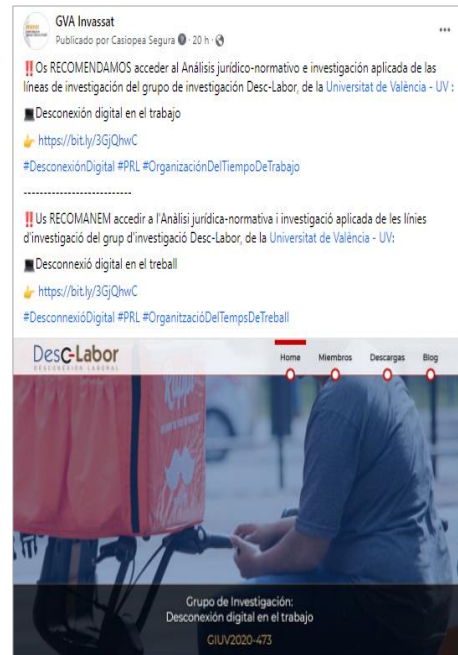 GVA Invassat
Publicado por Casiopea Segura · 20 h ·
‼️Os RECOMENDAMOS acceder al Análisis jurídico-normativo e investigación aplicada de las
líneas de investigación del grupo de investigación Desc-Labor, de la Universitat de València - UV :
Desconexión digital en el trabajo
👉 https://bit.ly/3GjQhwC
#DesconexiónDigital #PRL #OrganizaciónDelTiempoDeTrabajo
---------------------------
‼️Us RECOMANEM accedir a l'Anàlisi jurídica-normativa i investigació aplicada de les línies
d'investigació del grup d'investigació Desc-Labor, de la Universitat de València - UV:
Desconnexió digital en el treball
👉 https://bit.ly/3GjQhwC
#DesconnexióDigital #PRL #OrganitzacióDelTempsDeTreball
Desc-Labor
DESCONEXIÓN LABORAL
Home Miembros Descargas Blog
Grupo de Investigación:
Desconexión digital en el trabajo
GIUV2020-473